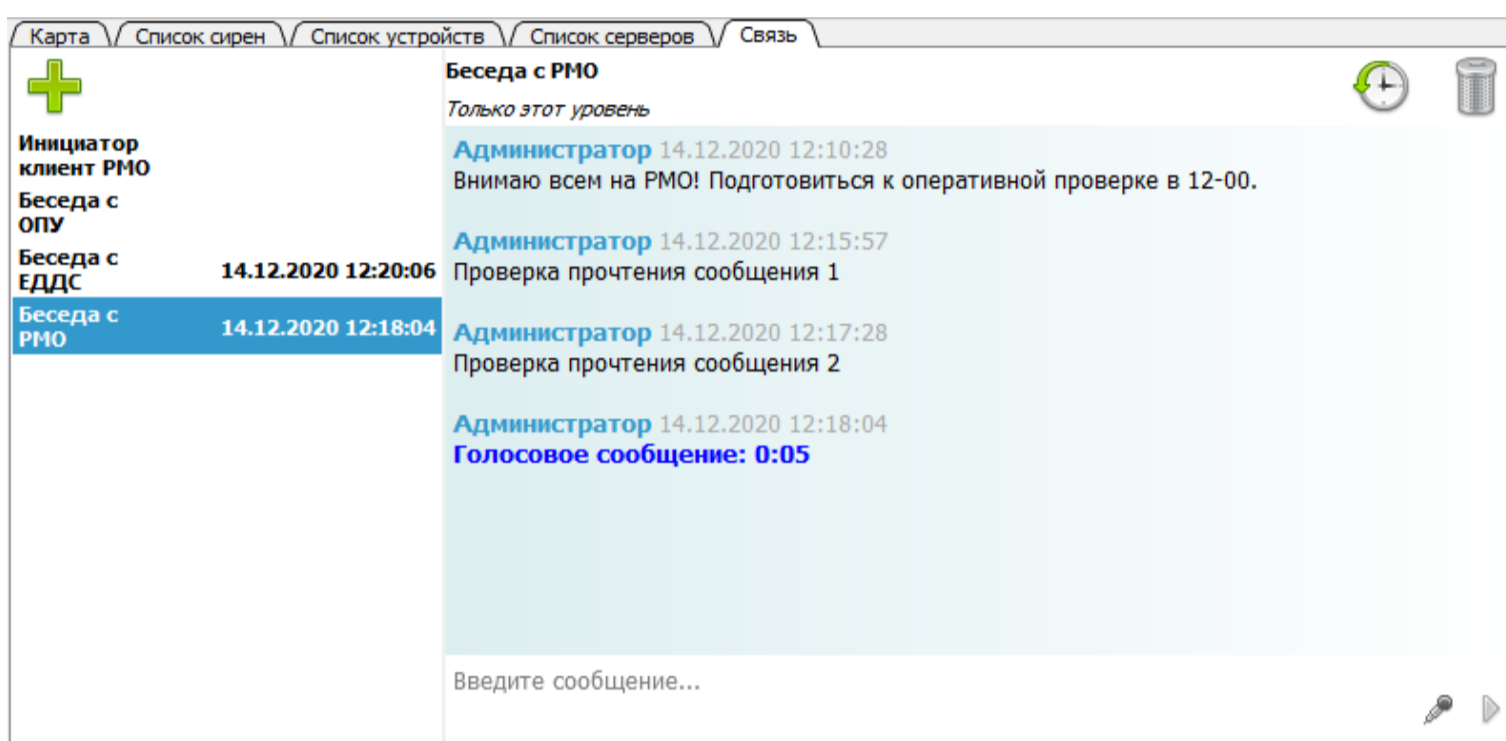 Карта Список сирен Список устройств Список серверов Связь
Инициатор
клиент РМО
Беседа с
ОПУ
Беседа с
ЕДДС 14.12.2020 12:20:06
Беседа с
РМО 14.12.2020 12:18:04
Беседа с РМО
Только этот уровень
Администратор 14.12.2020 12:10:28
Внимаю всем на РМО! Подготовиться к оперативной проверке в 12-00.
Администратор 14.12.2020 12:15:57
Проверка прочтения сообщения 1
Администратор 14.12.2020 12:17:28
Проверка прочтения сообщения 2
Администратор 14.12.2020 12:18:04
Голосовое сообщение: 0:05
Введите сообщение...